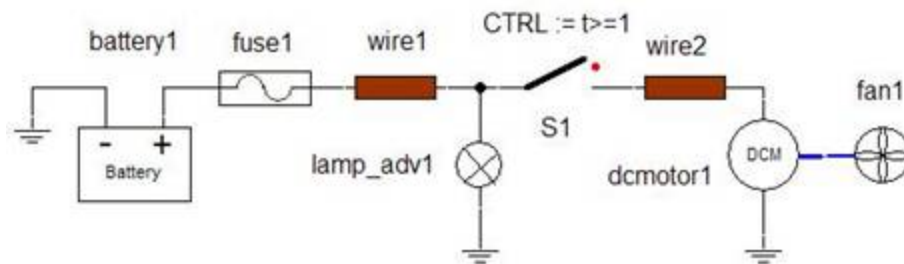 CTRL := t>=1
battery1
fuse1
wire1
wire2
fan1
S1
- +
Battery
lamp_adv1
DCM
dcmotor1